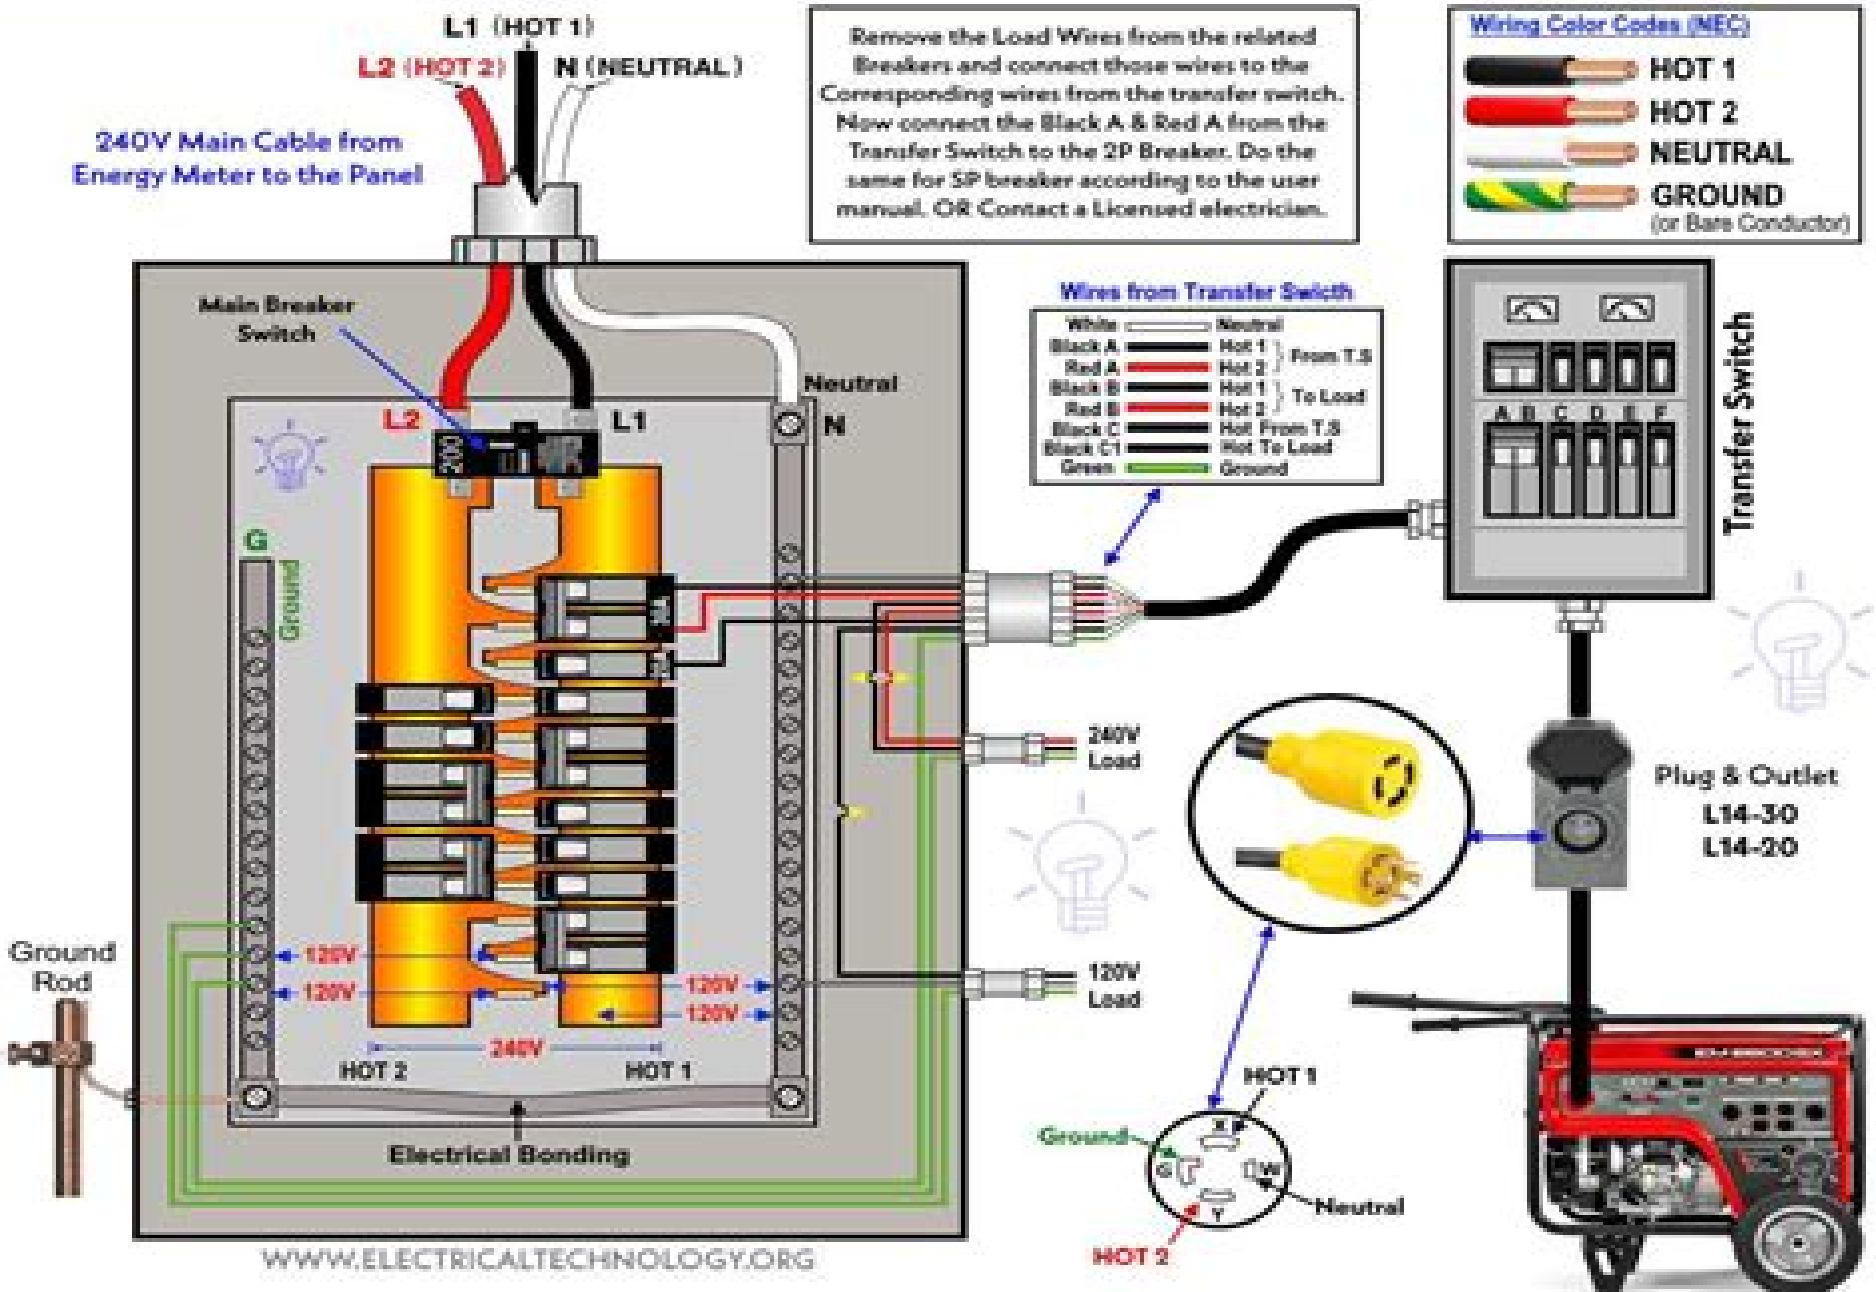 L1 (HOT 1)
L2 (HOT 2)
N (NEUTRAL)
240V Main Cable from
Energy Meter to the Panel
Remove the Load Wires from the related
Breakers and connect those wires to the
Corresponding wires from the transfer switch.
Now connect the Black A & Red A from the
Transfer Switch to the 2P Breaker. Do the
same for SP breaker according to the user
manual. OR Contact a Licensed electrician.
Wiring Color Codes (NEC)
HOT 1
HOT 2
NEUTRAL
GROUND
(or Bare Conductor)
Main Breaker
Switch
Neutral
L2
L1
N
200
G
Ground
Wires from Transfer Swicth
White Neutral
Black A Hot 1
Red A Hot 2
From T.S
Black B Hot 1
Red B Hot 2
To Load
Black C Hot From T.S
Black C1 Hot To Load
Green Ground
A B C D E F
Transfer Switch
240V
Load
Plug & Outlet
L14-30
L14-20
120V
Load
Ground
Rod
120V
120V
120V
120V
240V
HOT 2
HOT 1
Electrical Bonding
HOT 1
Ground
X
G
W
Y
Neutral
HOT 2
WWW.ELECTRICALTECHNOLOGY.ORG